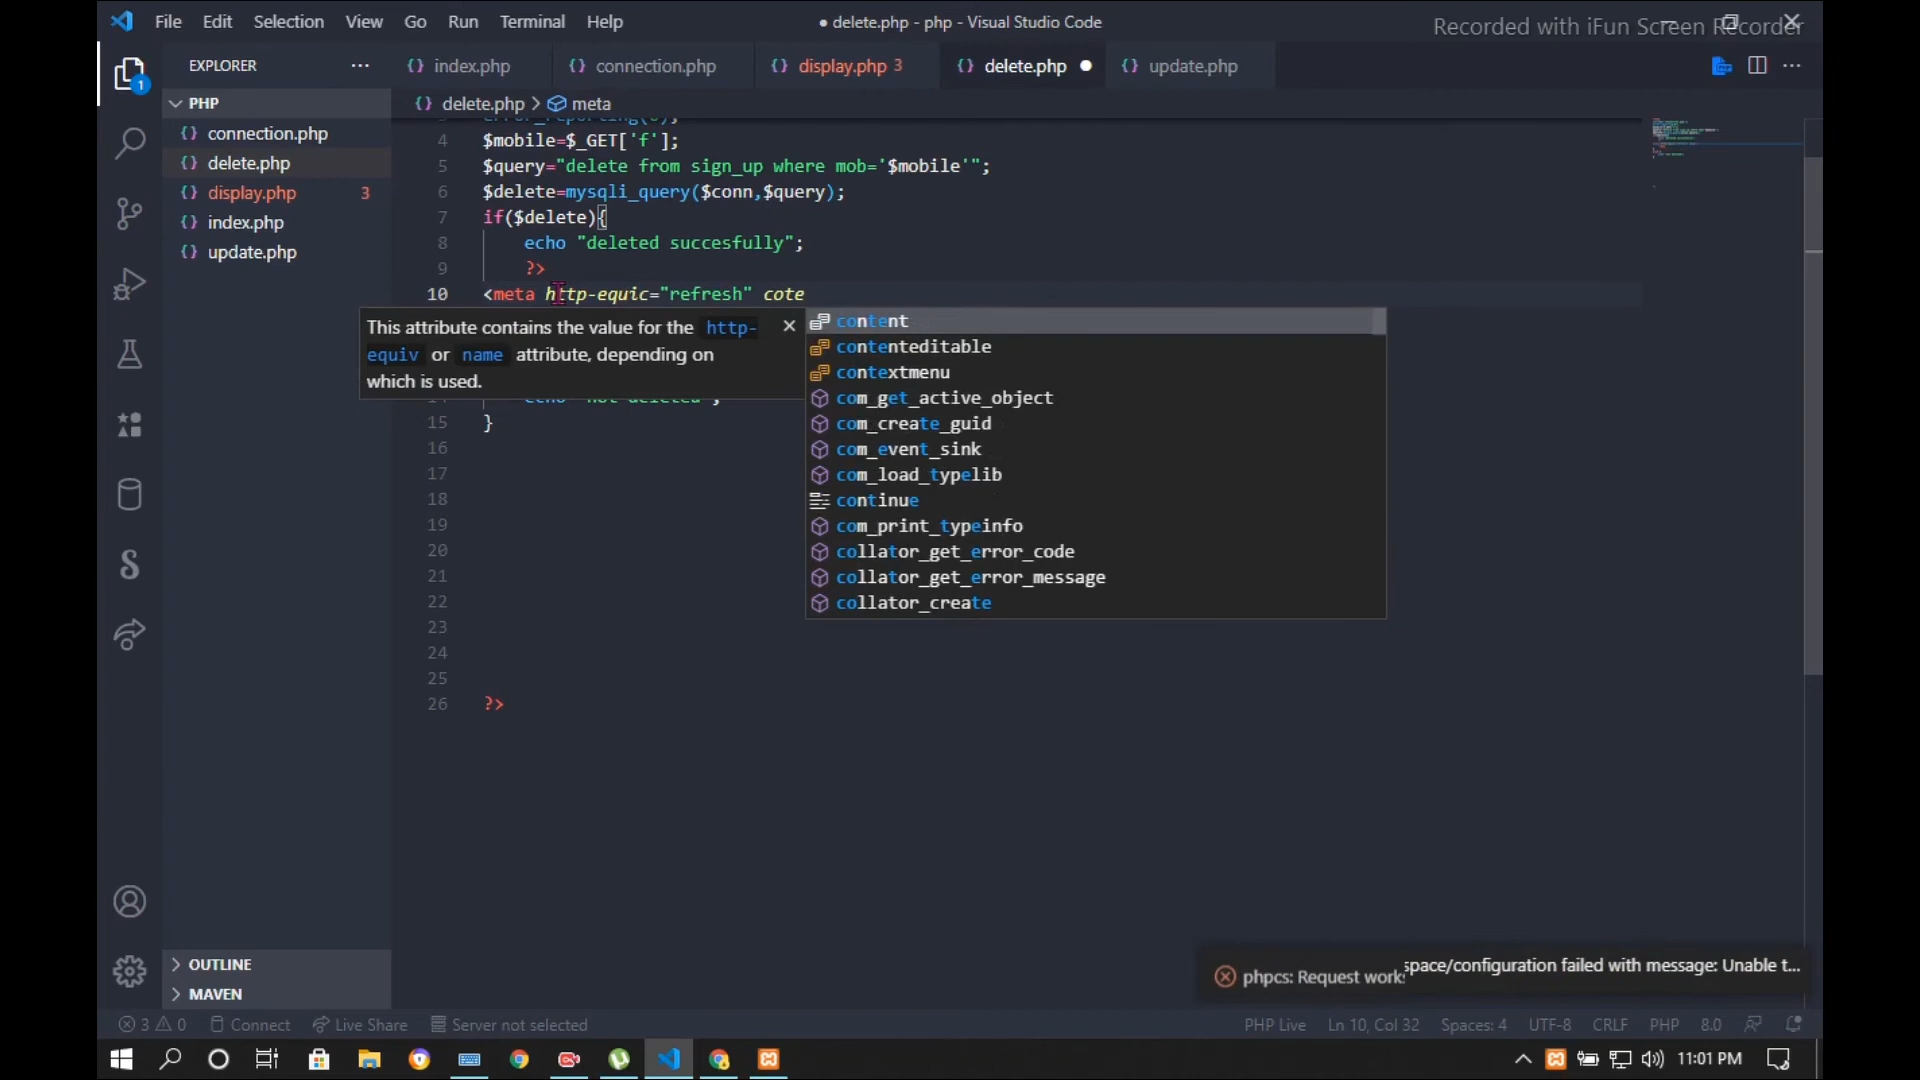 File Edit Selection View Go Run Terminal Help
● delete.php - php - Visual Studio Code
Recorded with iFun Screen Recorder
EXPLORER
index.php connection.php display.php 3 delete.php ● update.php
PHP
delete.php > meta
connection.php
delete.php
display.php 3
index.php
update.php
1
error_reporting(0);
4 $mobile=$_GET['f'];
5 $query="delete from sign_up where mob='$mobile'";
6 $delete=mysqli_query($conn,$query);
7 if($delete){
8 echo "deleted succesfully";
9 ?>
10 <meta http-equic="refresh" cote
This attribute contains the value for the http-
equiv or name attribute, depending on
which is used.
content
contenteditable
contextmenu
com_get_active_object
com_create_guid
com_event_sink
com_load_typelib
continue
com_print_typeinfo
collator_get_error_code
collator_get_error_message
collator_create
15 }
16
17
18
19
20
21
22
23
24
25
26 ?>
OUTLINE
MAVEN
phpcs: Request works
space/configuration failed with message: Unable t...
3 0 Connect Live Share Server not selected
PHP Live Ln 10, Col 32 Spaces: 4 UTF-8 CRLF PHP 8.0
11:01 PM